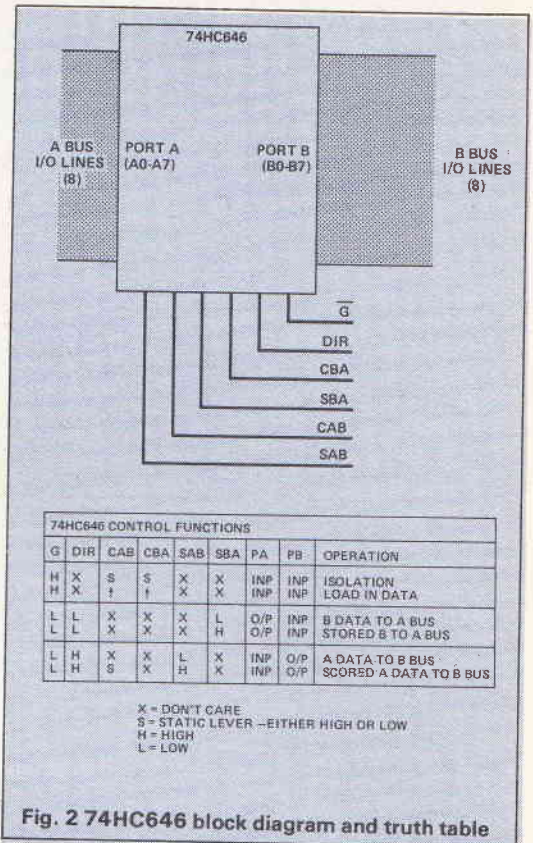 74HC646
A BUS
I/O LINES
(8)
PORT A
(A0-A7)
PORT B
(B0-B7)
B BUS
I/O LINES
(8)
G
DIR
CBA
SBA
CAB
SAB
74HC646 CONTROL FUNCTIONS
G DIR CAB CBA SAB SBA PA PB OPERATION
H X S S X X INP INP ISOLATION
H X ↑ ↑ X X INP INP LOAD IN DATA
L L X X X L O/P INP B DATA TO A BUS
L L X X X H O/P INP STORED B TO A BUS
L H X X L X INP O/P A DATA TO B BUS
L H S X H X INP O/P SCORED A DATA TO B BUS
X = DON'T CARE
S = STATIC LEVER – EITHER HIGH OR LOW
H = HIGH
L = LOW
Fig. 2 74HC646 block diagram and truth table